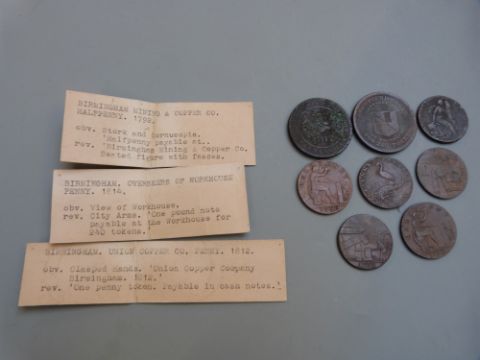 BIRMINGHAM MINING & COPPER CO.
HALFPENNY. 1792.
obv. Stork and Cornucopia.
'Halfpenny payable at..
rev. 'Birmingham Mining & Copper Co.
Seated figure with fasces.
BIRMINGHAM. OVERSEERS OF WORKHOUSE
PENNY. 1814.
obv. View of Workhouse.
rev. City Arms. 'One pound note
payable at the Workhouse for
240 tokens.'
BIRMINGHAM. UNION COPPER CO. PENNY. 1812.
obv. Clasped Hands. 'Union Copper Company
Birmingham. 1812.'
rev. 'One penny token. Payable in cash notes.'